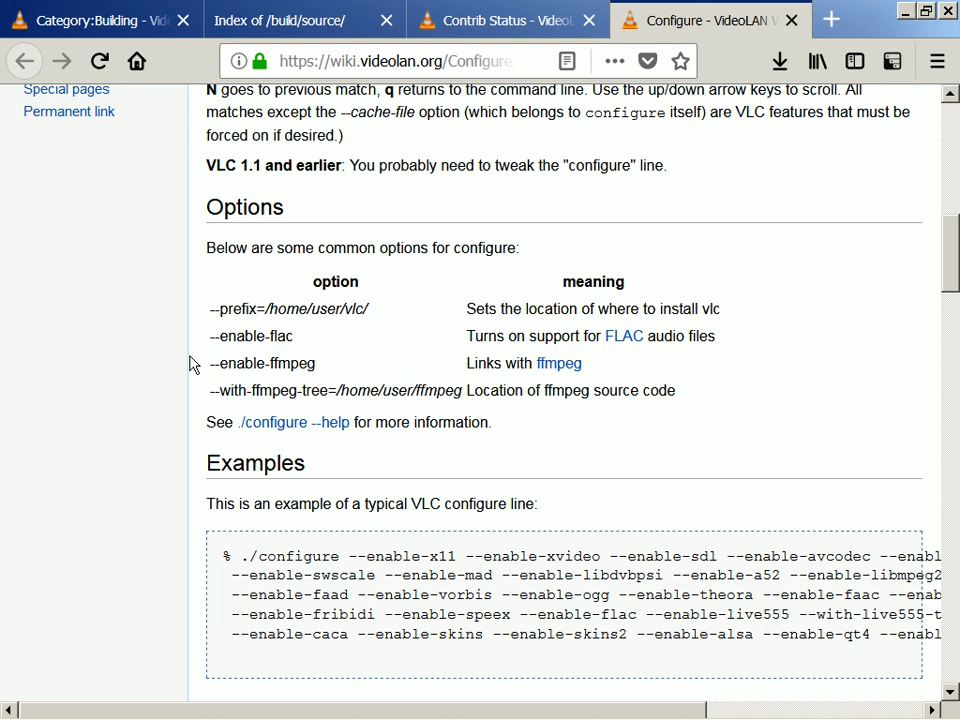 Category:Building - Vid
Index of /build/source/
Contrib Status - VideoL
Configure - VideoLAN
https://wiki.videolan.org/Configure
Special pages
Permanent link
N goes to previous match, q returns to the command line. Use the up/down arrow keys to scroll. All
matches except the --cache-file option (which belongs to configure itself) are VLC features that must be
forced on if desired.)
VLC 1.1 and earlier: You probably need to tweak the "configure" line.
Options
Below are some common options for configure:
option meaning
--prefix=/home/user/vlc/ Sets the location of where to install vlc
--enable-flac Turns on support for FLAC audio files
--enable-ffmpeg Links with ffmpeg
--with-ffmpeg-tree=/home/user/ffmpeg Location of ffmpeg source code
See ./configure --help for more information.
Examples
This is an example of a typical VLC configure line:
% ./configure --enable-x11 --enable-xvideo --enable-sdl --enable-avcodec --enabl
--enable-swscale --enable-mad --enable-libdvbpsi --enable-a52 --enable-libmpeg2
--enable-faad --enable-vorbis --enable-ogg --enable-theora --enable-faac --enab
--enable-fribidi --enable-speex --enable-flac --enable-live555 --with-live555-t
--enable-caca --enable-skins --enable-skins2 --enable-alsa --enable-qt4 --enabl